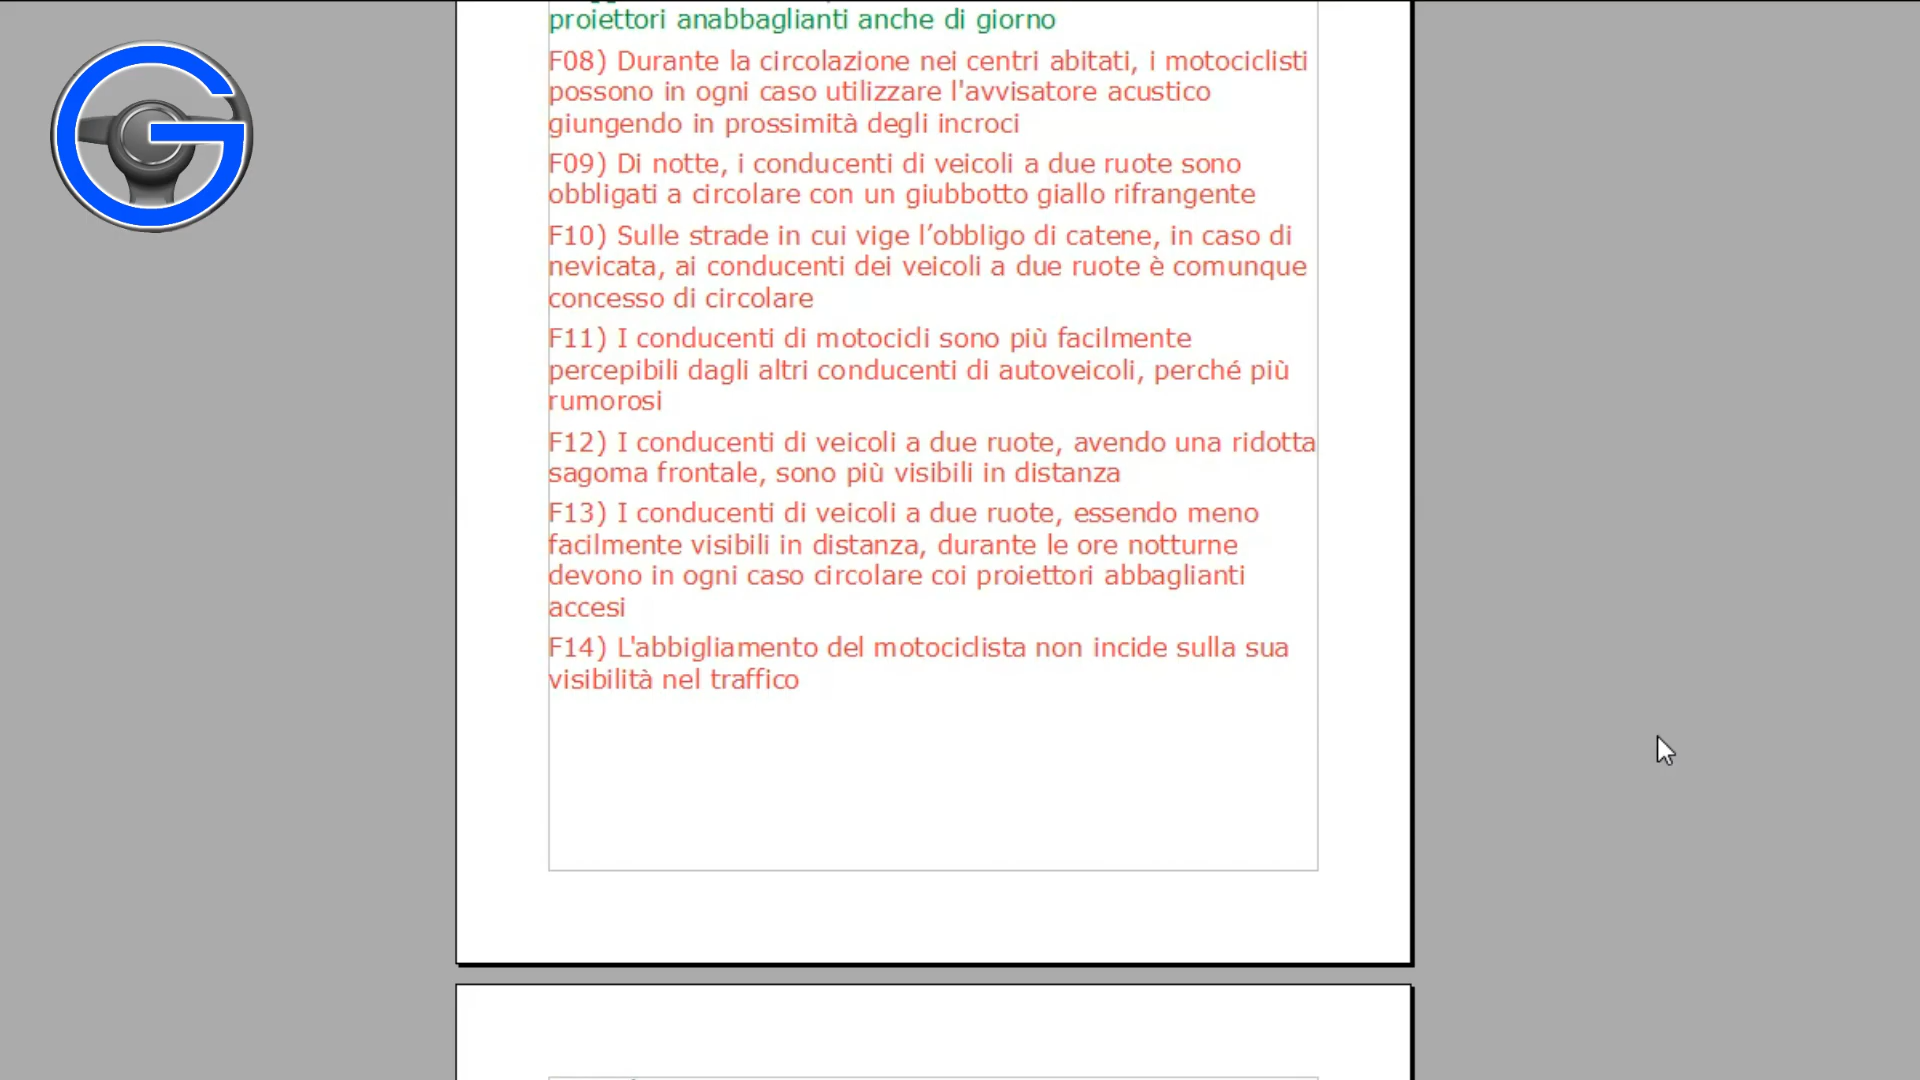 proiettori anabbaglianti anche di giorno
F08) Durante la circolazione nei centri abitati, i motociclisti
possono in ogni caso utilizzare l'avvisatore acustico
giungendo in prossimità degli incroci
F09) Di notte, i conducenti di veicoli a due ruote sono
obbligati a circolare con un giubbotto giallo rifrangente
F10) Sulle strade in cui vige l’obbligo di catene, in caso di
nevicata, ai conducenti dei veicoli a due ruote è comunque
concesso di circolare
F11) I conducenti di motocicli sono più facilmente
percepibili dagli altri conducenti di autoveicoli, perché più
rumorosi
F12) I conducenti di veicoli a due ruote, avendo una ridotta
sagoma frontale, sono più visibili in distanza
F13) I conducenti di veicoli a due ruote, essendo meno
facilmente visibili in distanza, durante le ore notturne
devono in ogni caso circolare coi proiettori abbaglianti
accesi
F14) L'abbigliamento del motociclista non incide sulla sua
visibilità nel traffico